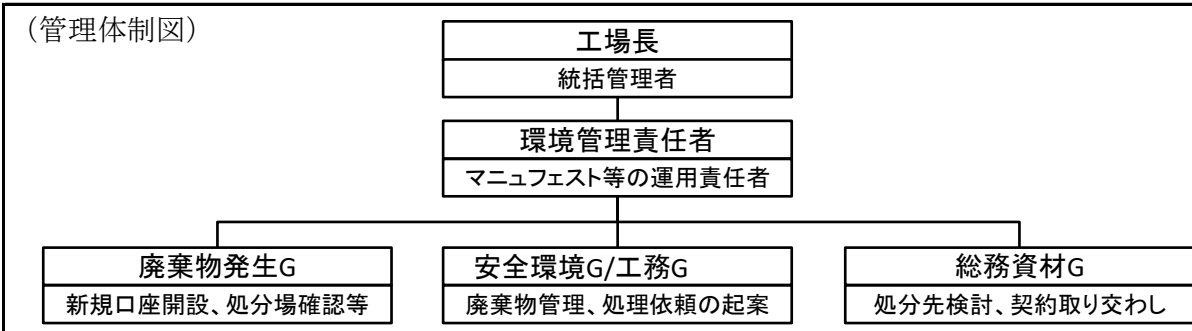 （管理体制図）
工場長
統括管理者
環境管理責任者
マニュフェスト等の運用責任者
廃棄物発生G
新規口座開設、処分場確認等
安全環境G/工務G
廃棄物管理、処理依頼の起案
総務資材G
処分先検討、契約取り交わし